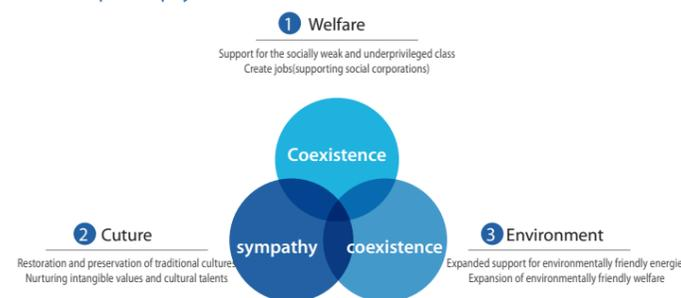 1 Welfare
Support for the socially weak and underprivileged class
Create jobs(supporting social corporations)
Coexistence
2 Cuture
Restoration and preservation of traditional cultures
Nurturing intangible values and cultural talents
sympathy
coexistence
3 Environment
Expanded support for environmentally friendly energie
Expansion of environmentally friendly welfare